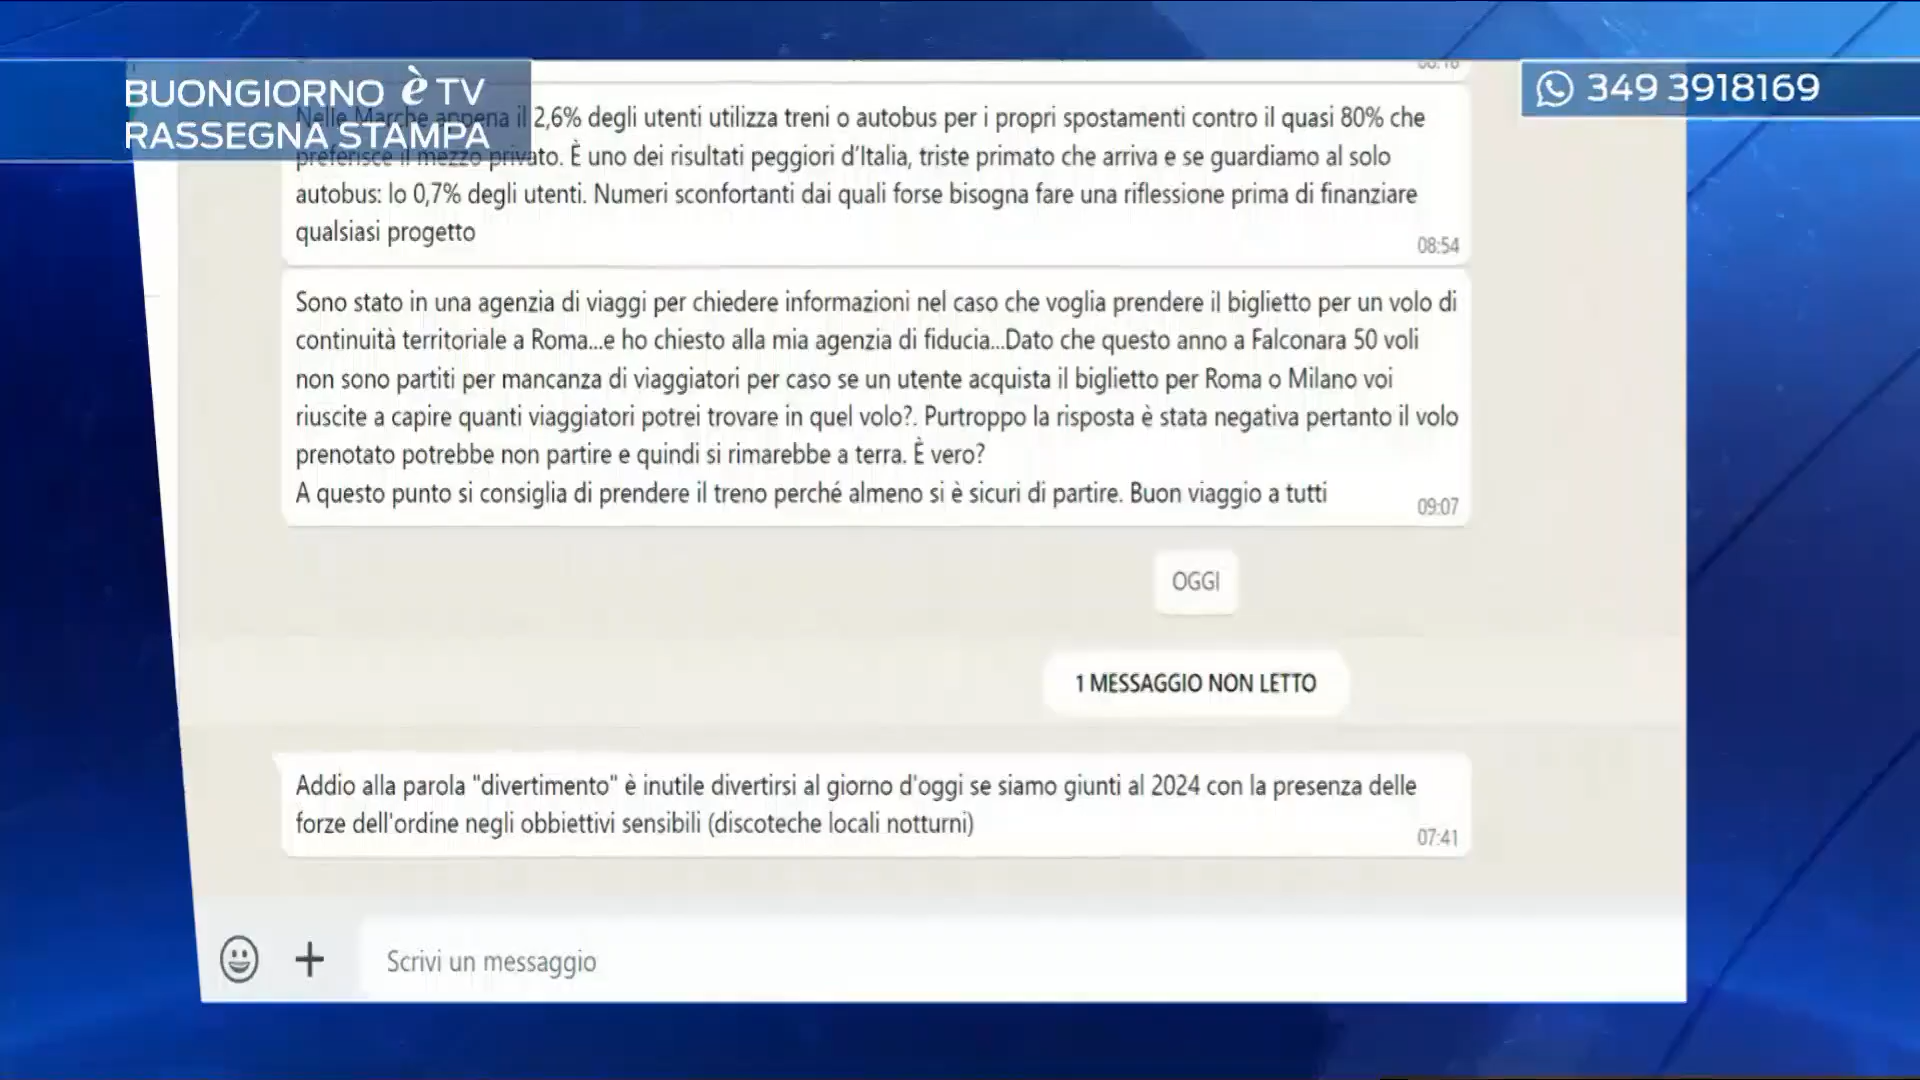 BUONGIORNO è TV
RASSEGNA STAMPA
349 3918169
Nelle Marche appena il 2,6% degli utenti utilizza treni o autobus per i propri spostamenti contro il quasi 80% che
preferisce il mezzo privato. È uno dei risultati peggiori d'Italia, triste primato che arriva e se guardiamo al solo
autobus: lo 0,7% degli utenti. Numeri sconfortanti dai quali forse bisogna fare una riflessione prima di finanziare
qualsiasi progetto
08:54
Sono stato in una agenzia di viaggi per chiedere informazioni nel caso che voglia prendere il biglietto per un volo di
continuità territoriale a Roma...e ho chiesto alla mia agenzia di fiducia...Dato che questo anno a Falconara 50 voli
non sono partiti per mancanza di viaggiatori per caso se un utente acquista il biglietto per Roma o Milano voi
riuscite a capire quanti viaggiatori potrei trovare in quel volo?. Purtroppo la risposta è stata negativa pertanto il volo
prenotato potrebbe non partire e quindi si rimarebbe a terra. È vero?
A questo punto si consiglia di prendere il treno perché almeno si è sicuri di partire. Buon viaggio a tutti
09:07
OGGI
1 MESSAGGIO NON LETTO
Addio alla parola "divertimento" è inutile divertirsi al giorno d'oggi se siamo giunti al 2024 con la presenza delle
forze dell'ordine negli obbiettivi sensibili (discoteche locali notturni)
07:41
Scrivi un messaggio